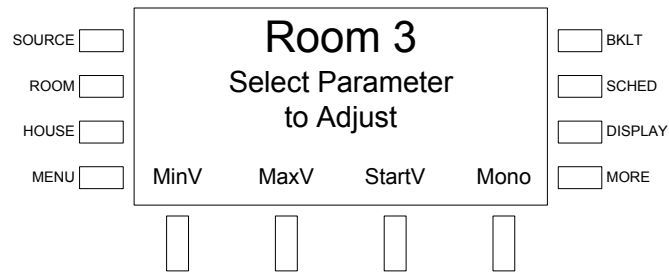 SOURCE
ROOM
HOUSE
MENU
Room 3
Select Parameter
to Adjust
MinV MaxV StartV Mono
BKLT
SCHED
DISPLAY
MORE